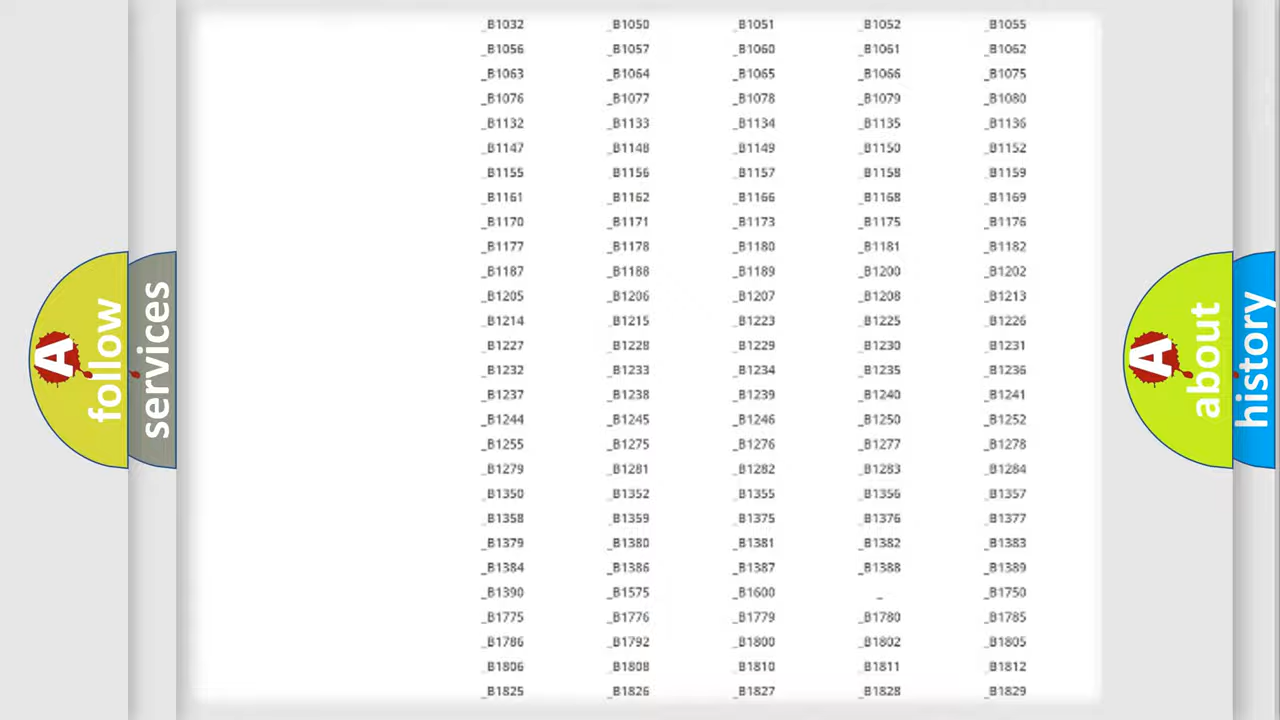 _B1032 _B1050 _B1051 _B1052 _B1055
_B1056 _B1057 _B1060 _B1061 _B1062
_B1063 _B1064 _B1065 _B1066 _B1075
_B1076 _B1077 _B1078 _B1079 _B1080
_B1132 _B1133 _B1134 _B1135 _B1136
_B1147 _B1148 _B1149 _B1150 _B1152
_B1155 _B1156 _B1157 _B1158 _B1159
_B1161 _B1162 _B1166 _B1168 _B1169
_B1170 _B1171 _B1173 _B1175 _B1176
_B1177 _B1178 _B1180 _B1181 _B1182
_B1187 _B1188 _B1189 _B1200 _B1202
_B1205 _B1206 _B1207 _B1208 _B1213
_B1214 _B1215 _B1223 _B1225 _B1226
_B1227 _B1228 _B1229 _B1230 _B1231
_B1232 _B1233 _B1234 _B1235 _B1236
_B1237 _B1238 _B1239 _B1240 _B1241
_B1244 _B1245 _B1246 _B1250 _B1252
_B1255 _B1275 _B1276 _B1277 _B1278
_B1279 _B1281 _B1282 _B1283 _B1284
_B1350 _B1352 _B1355 _B1356 _B1357
_B1358 _B1359 _B1375 _B1376 _B1377
_B1379 _B1380 _B1381 _B1382 _B1383
_B1384 _B1386 _B1387 _B1388 _B1389
_B1390 _B1575 _B1600 _ _B1750
_B1775 _B1776 _B1779 _B1780 _B1785
_B1786 _B1792 _B1800 _B1802 _B1805
_B1806 _B1808 _B1810 _B1811 _B1812
_B1825 _B1826 _B1827 _B1828 _B1829
A
follow
services
A
about
history